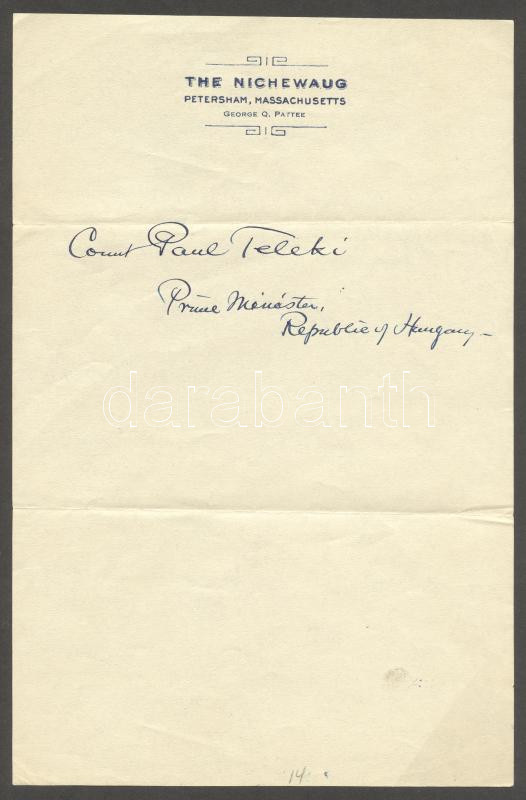 THE NICHEWAUG
PETERSHAM, MASSACHUSETTS
GEORGE Q. PATTEE
Count Paul Teleki
Prime Minister,
Republic of Hungary –
darabanth
14